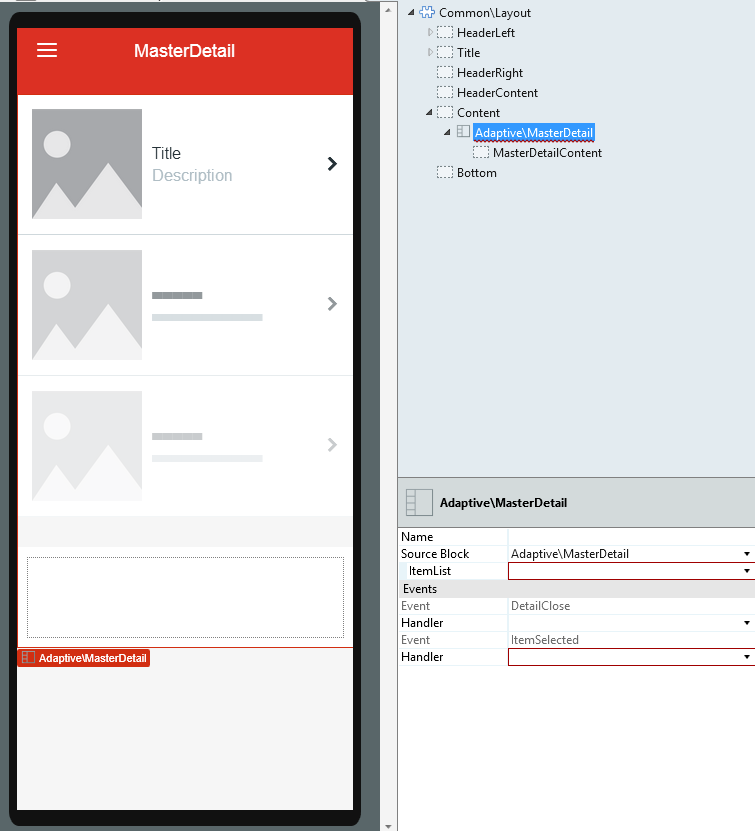 MasterDetail
Title
Description
Adaptive\MasterDetail
Common\Layout
HeaderLeft
Title
HeaderRight
HeaderContent
Content
Adaptive\MasterDetail
MasterDetailContent
Bottom
Adaptive\MasterDetail
Name
Source Block Adaptive\MasterDetail
ItemList
Events
Event DetailClose
Handler
Event ItemSelected
Handler